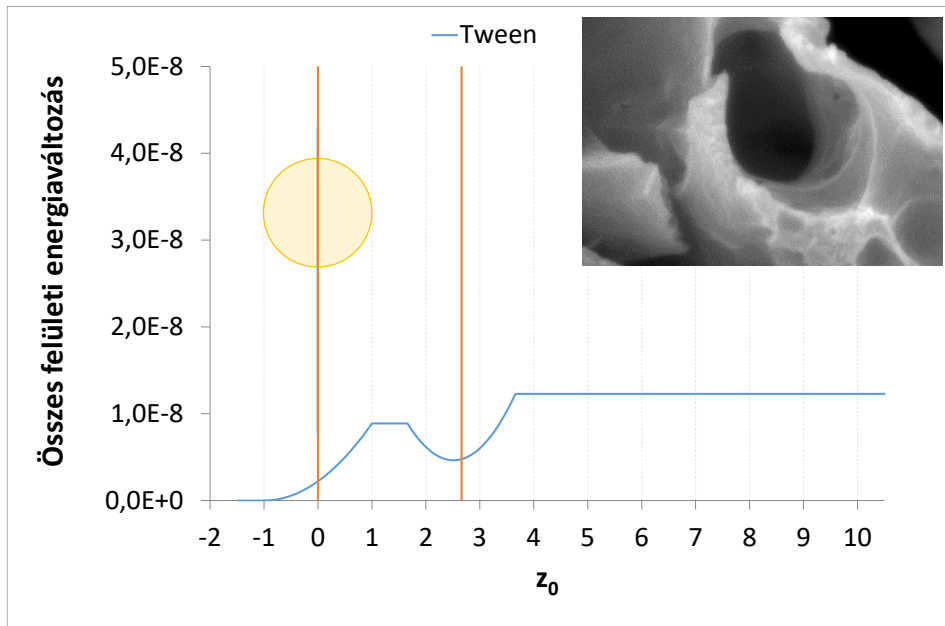 Tween
Összes felületi energiaváltozás
5,0E-8
4,0E-8
3,0E-8
2,0E-8
1,0E-8
0,0E+0
-2 -1 0 1 2 3 4 5 6 7 8 9 10
z₀